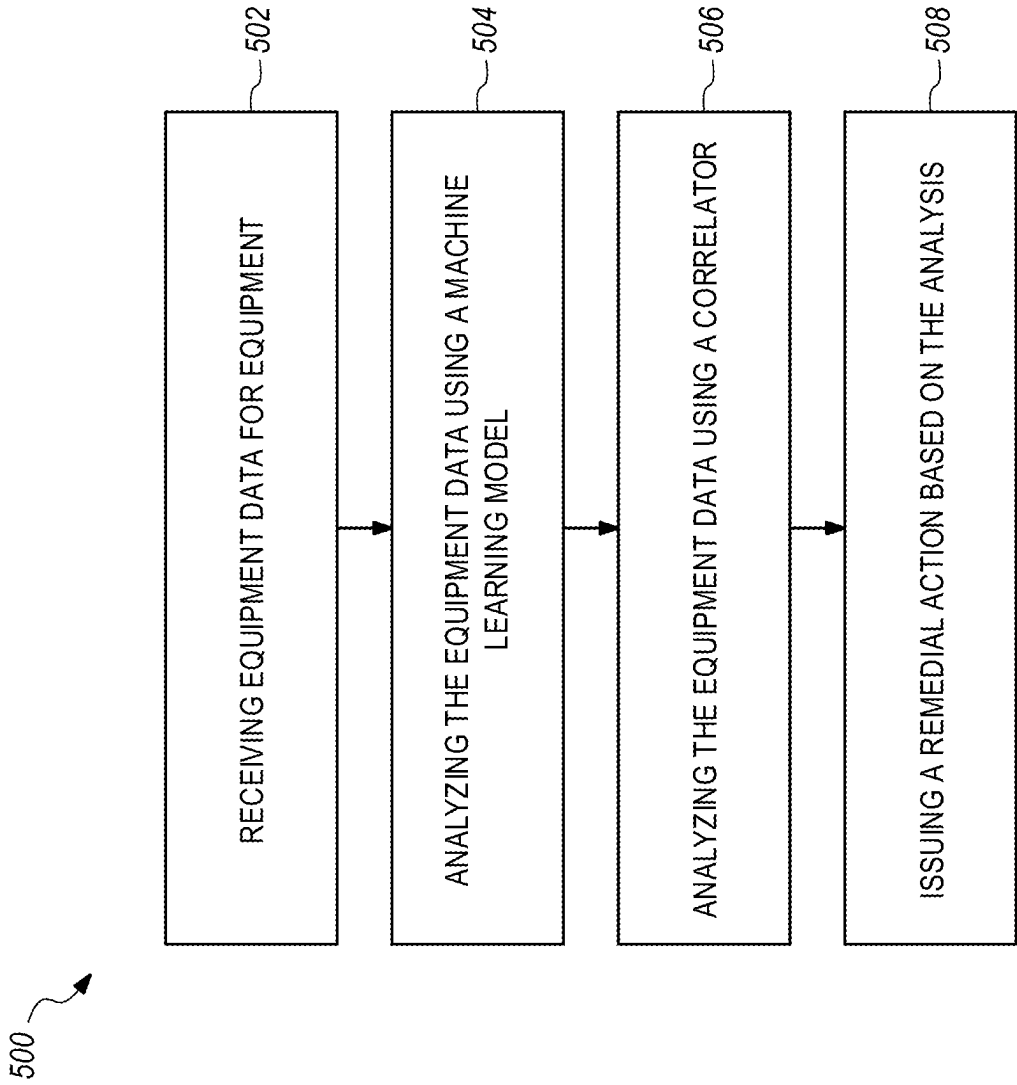 500
RECEIVING EQUIPMENT DATA FOR EQUIPMENT
502
ANALYZING THE EQUIPMENT DATA USING A MACHINE
LEARNING MODEL
504
ANALYZING THE EQUIPMENT DATA USING A CORRELATOR
506
ISSUING A REMEDIAL ACTION BASED ON THE ANALYSIS
508